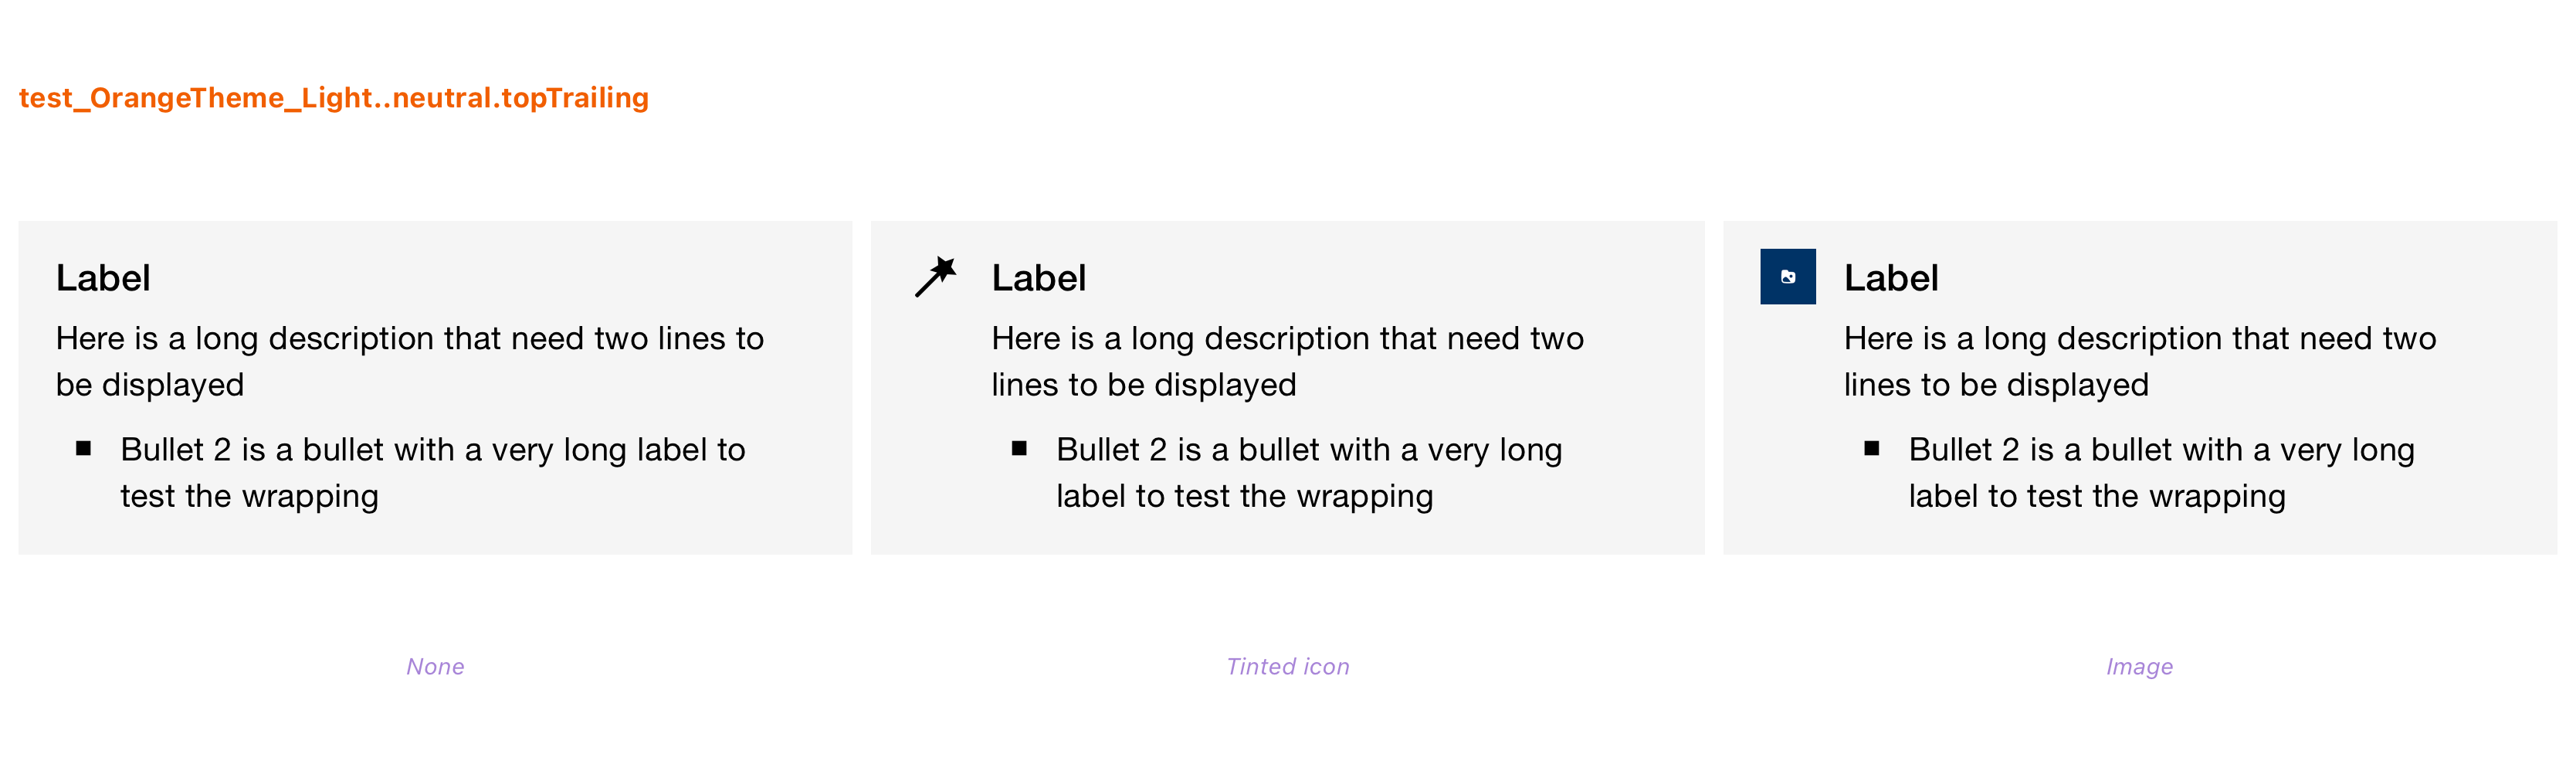 test_OrangeTheme_Light..neutral.topTrailing
Label
Here is a long description that need two lines to
be displayed
■ Bullet 2 is a bullet with a very long label to
test the wrapping
None
Label
Here is a long description that need two
lines to be displayed
■ Bullet 2 is a bullet with a very long
label to test the wrapping
Tinted icon
Label
Here is a long description that need two
lines to be displayed
■ Bullet 2 is a bullet with a very long
label to test the wrapping
Image